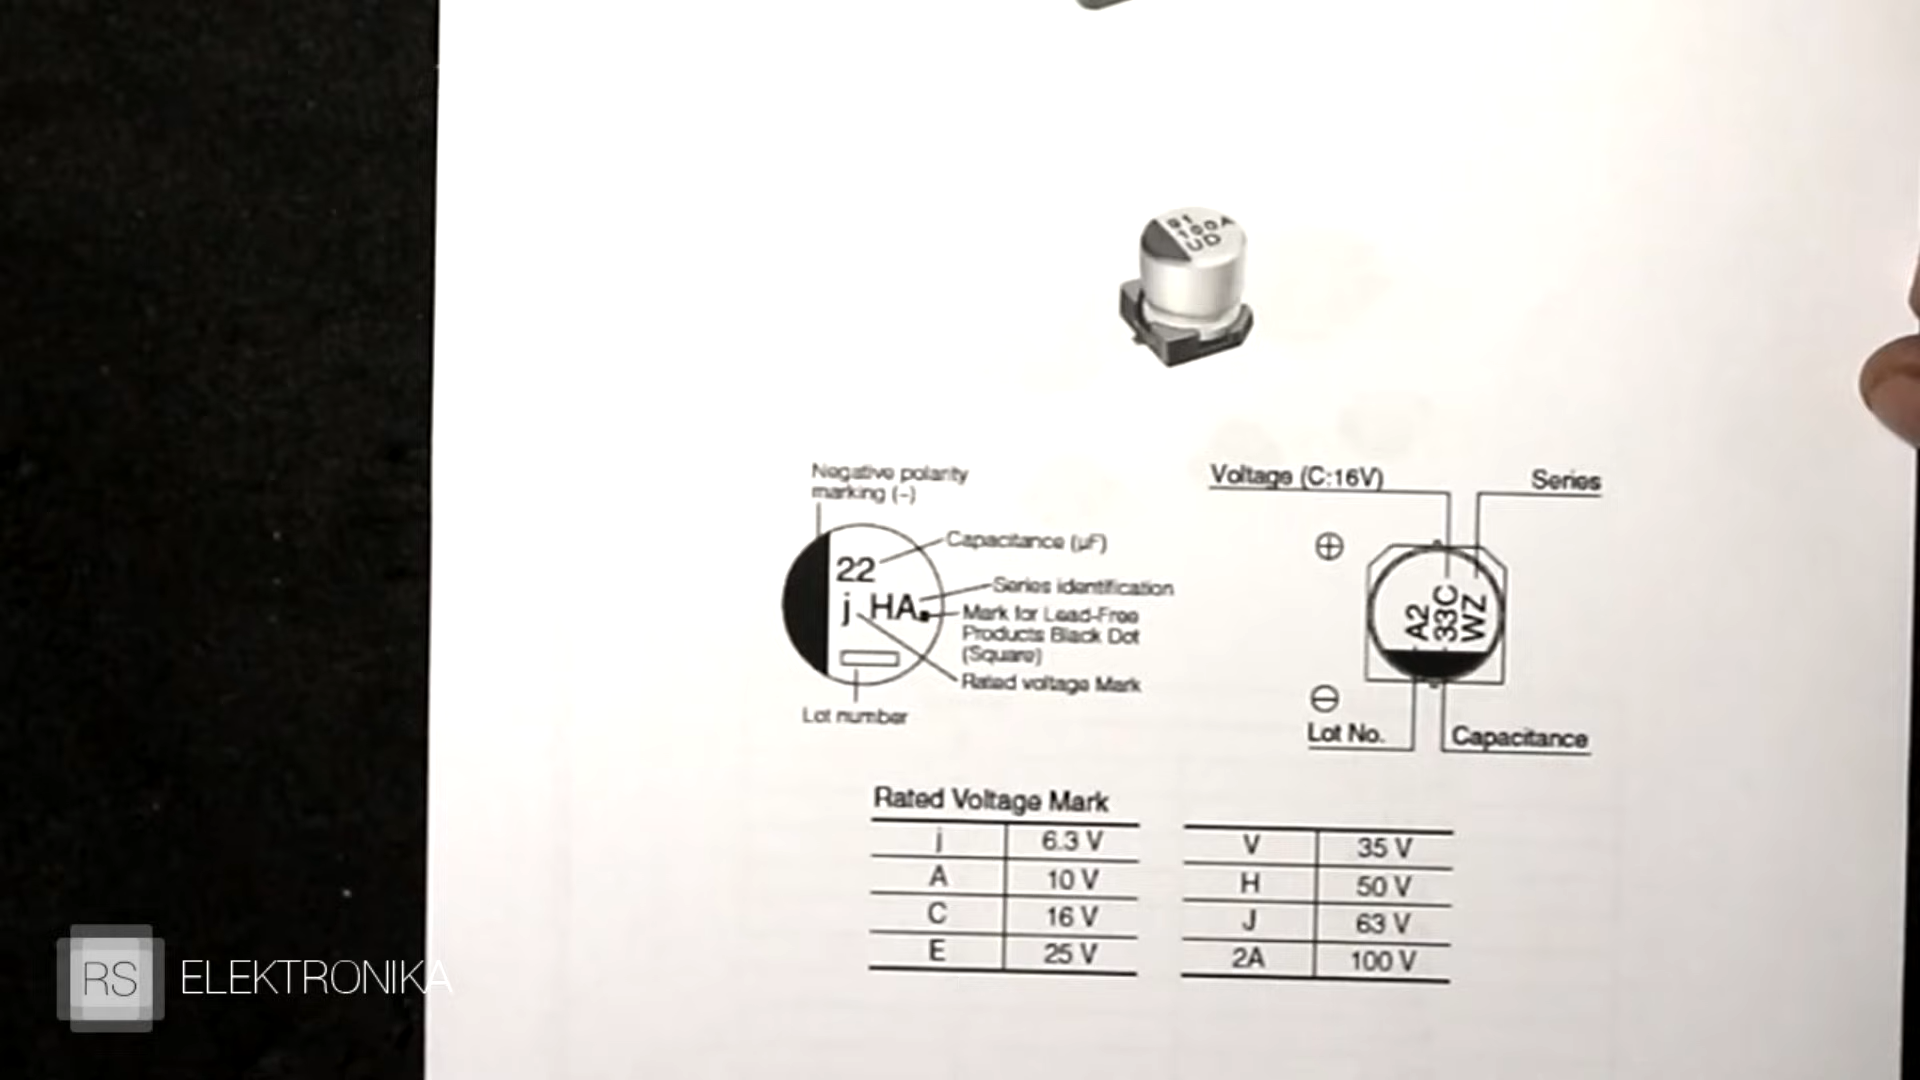 100A
UD
Negative polarity
marking (-)
22
j HA.
Capacitance (µF)
Series identification
Mark for Lead-Free
Products Black Dot
(Square)
Rated voltage Mark
Lot number
Voltage (C:16V)
Series
⊕
A2
33C
WZ
⊖
Lot No.
Capacitance
Rated Voltage Mark
j 6.3 V
A 10 V
C 16 V
E 25 V
V 35 V
H 50 V
J 63 V
2A 100 V
RS ELEKTRONIKA